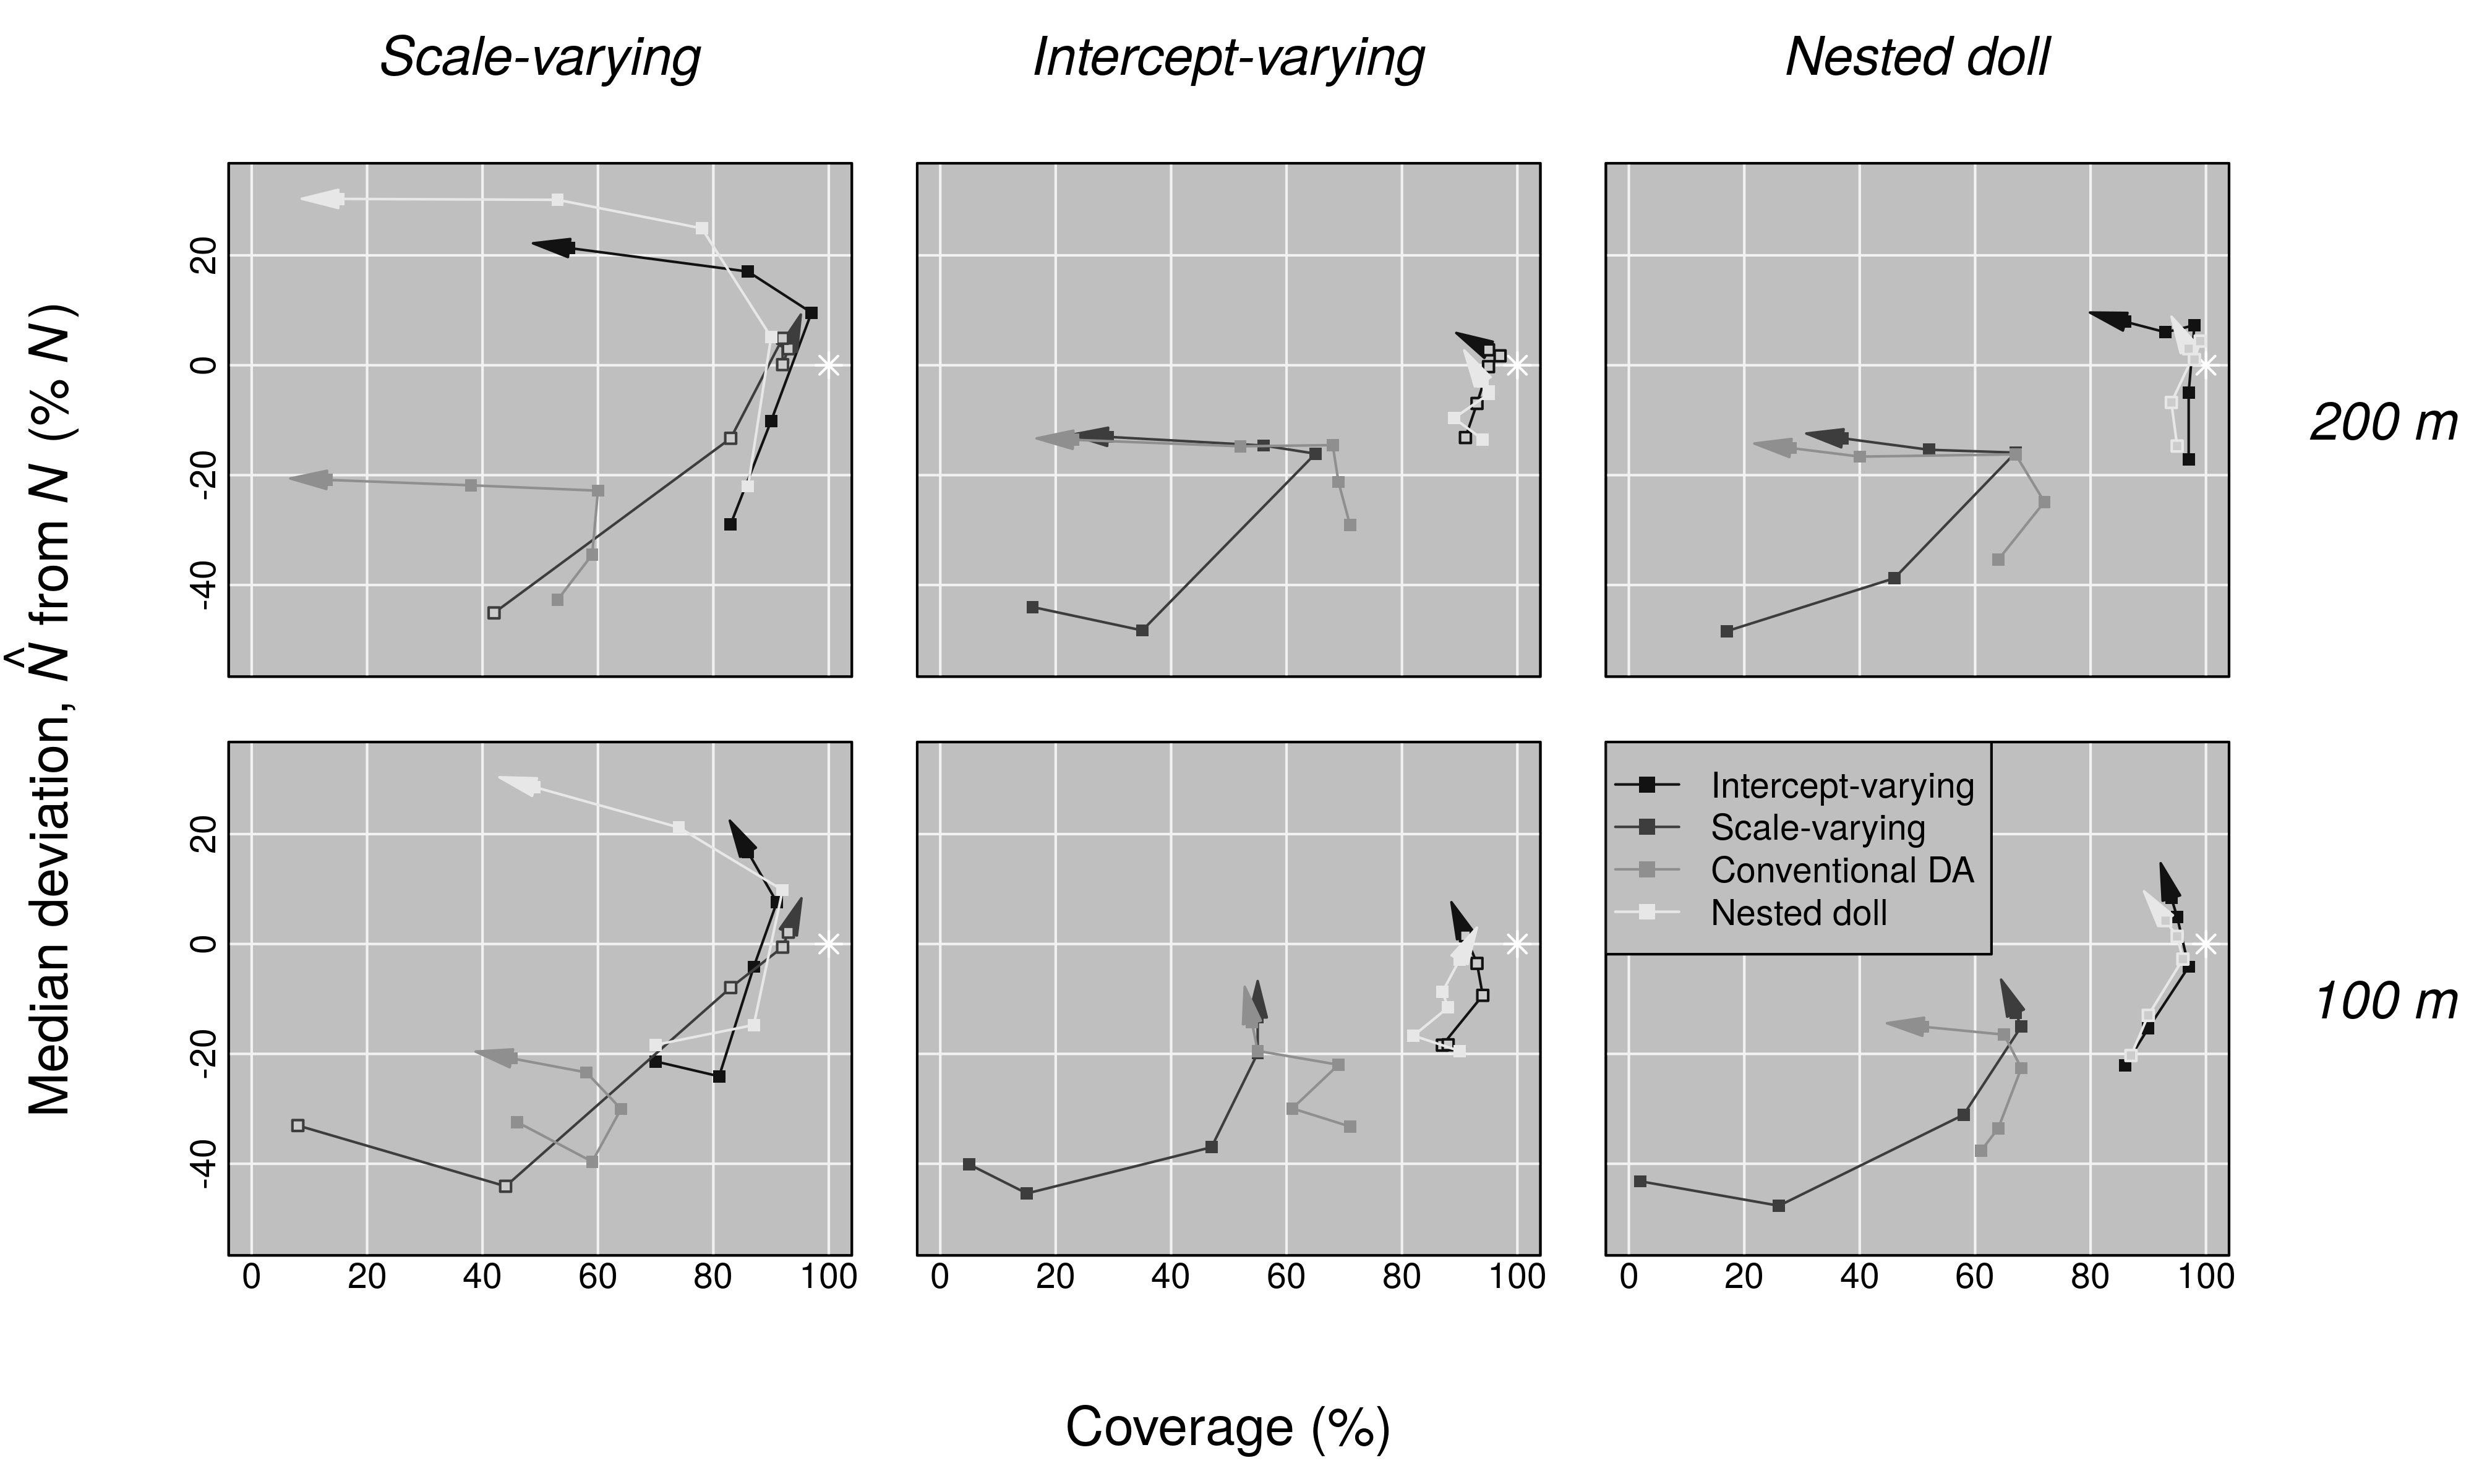 Scale-varying Intercept-varying Nested doll
Median deviation, N̂ from N (% N)
20
0
-20
-40
200 m
20
0
-20
-40
Intercept-varying
Scale-varying
Conventional DA
Nested doll
100 m
0 20 40 60 80 100 0 20 40 60 80 100 0 20 40 60 80 100
Coverage (%)